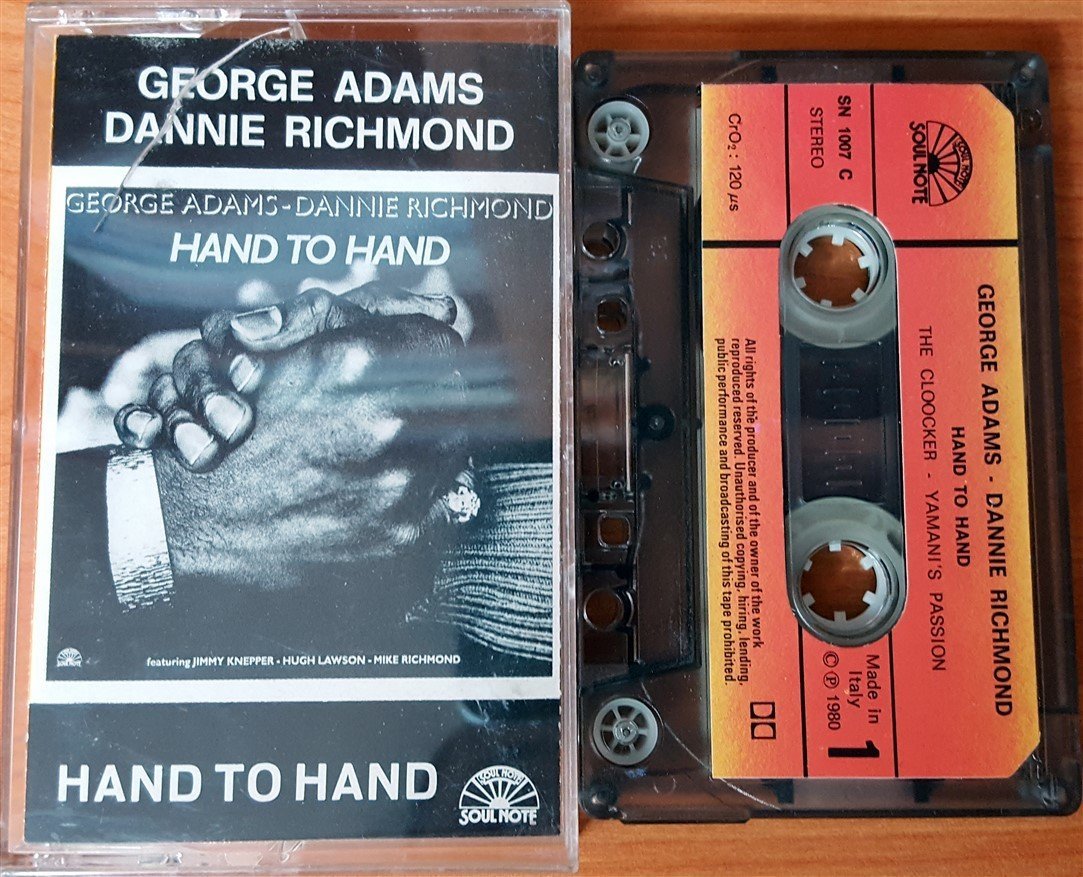 GEORGE ADAMS
DANNIE RICHMOND
GEORGE ADAMS-DANNIE RICHMOND
HAND TO HAND
featuring JIMMY KNEPPER - HUGH LAWSON - MIKE RICHMOND
HAND TO HAND
SOUL NOTE
SOUL NOTE
SOUL NOTE
SOUL NOTE
SN 1007 C
STEREO
CrO₂: 120 µs
GEORGE ADAMS - DANNIE RICHMOND
HAND TO HAND
THE CLOOCKER - YAMANI'S PASSION
Made in
Italy
© ℗ 1980
1
All rights of the producer and of the owner of the work
reproduced reserved. Unauthorised copying, hiring, lending,
public performance and broadcasting of this tape prohibited.